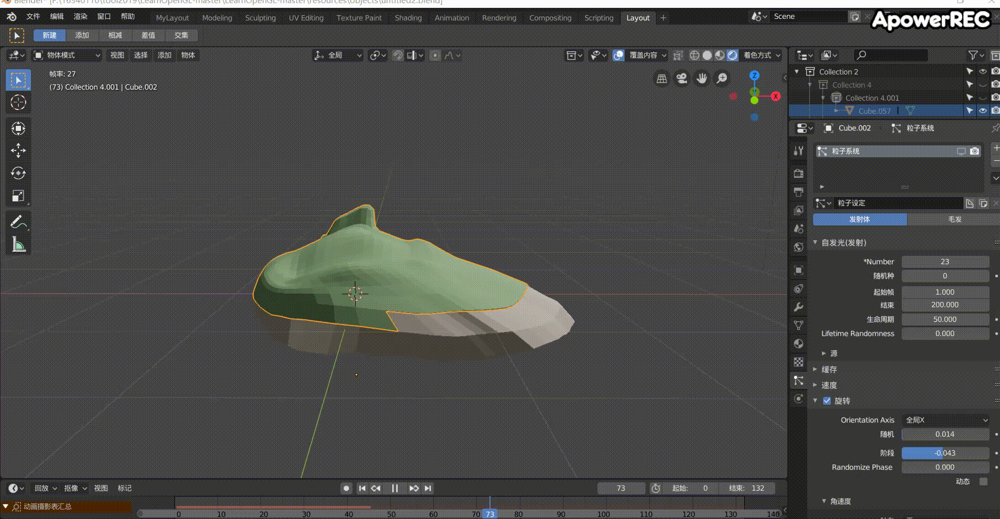 Blender* [F:\16340110\tool2019\LearnOpenGL-master\LearnOpenGL-master\resources\objects\untitled2.blend]
文件 编辑 渲染 窗口 帮助 MyLayout Modeling Sculpting UV Editing Texture Paint Shading Animation Rendering Compositing Scripting Layout + Scene
ApowerREC
新建 添加 相减 差值 交集
物体模式 视图 选择 添加 物体 全局 覆盖内容 着色方式
帧率: 27
(73) Collection 4.001 | Cube.002
Z
Y
X
Collection 2
Collection 4
Collection 4.001
Cube.057
Cube.002 粒子系统
粒子系统
粒子设定
发射体 毛发
自发光(发射)
*Number 23
随机种 0
起始帧 1.000
结束 200.000
生命周期 50.000
Lifetime Randomness 0.000
源
缓存
速度
旋转
Orientation Axis 全局X
随机 0.014
阶段 -0.043
Randomize Phase 0.000
动态
角速度
回放 抠像 视图 标记 73 起始: 0 结束: 132
动画摄影表汇总
0 10 20 30 40 50 60 70 73 80 90 100 110 120 130 140